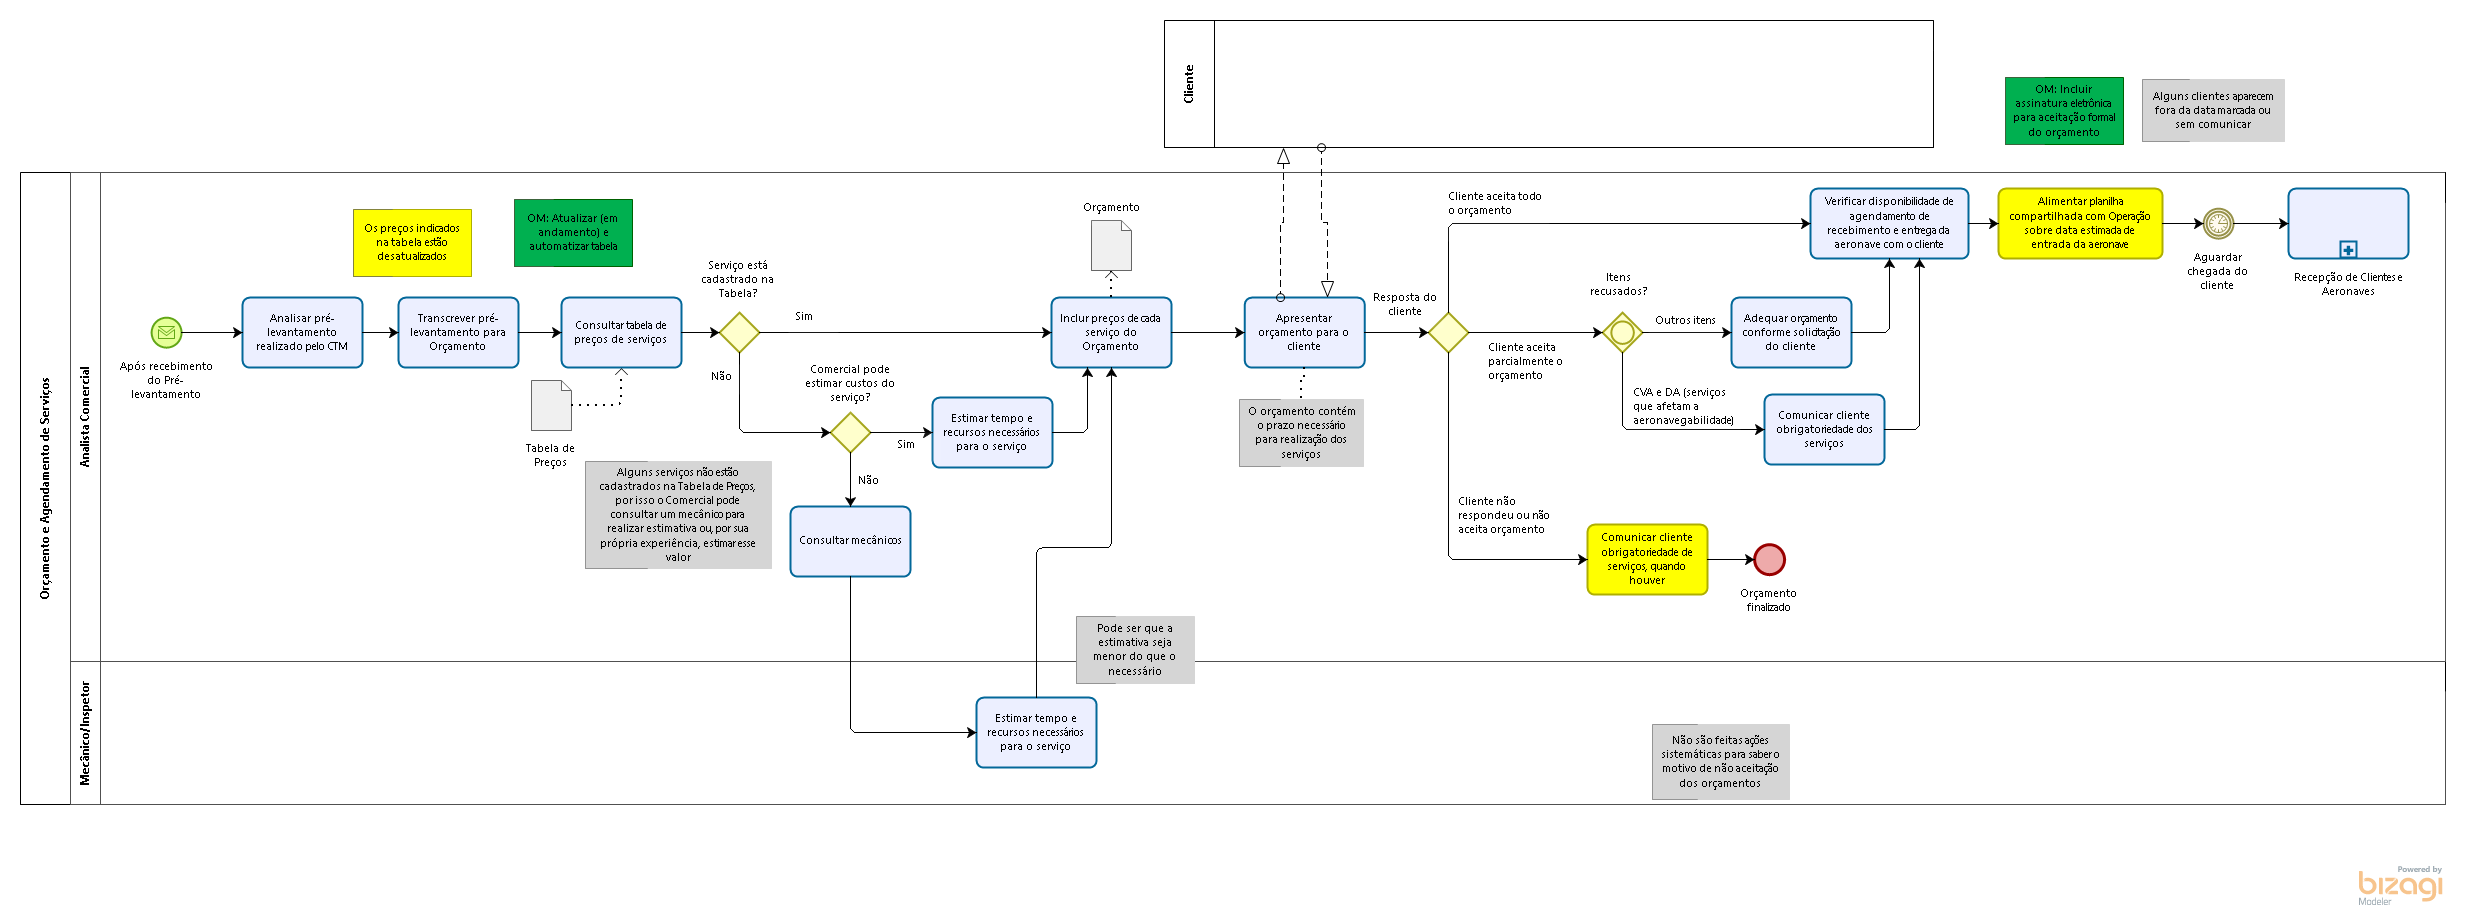 Cliente
OM: Incluir
assinatura eletrônica
para aceitação formal
do orçamento
Alguns clientes aparecem
fora da data marcada ou
sem comunicar
Orçamento e Agendamento de Serviços
Analista Comercial
Mecânico/Inspetor
Após recebimento
do Pré-
levantamento
Analisar pré-
levantamento
realizado pelo CTM
Os preços indicados
na tabela estão
desatualizados
Transcrever pré-
levantamento para
Orçamento
OM: Atualizar (em
andamento) e
automatizar tabela
Consultar tabela de
preços de serviços
Tabela de
Preços
Serviço está
cadastrado na
Tabela?
Sim
Não
Alguns serviços não estão
cadastrados na Tabela de Preços,
por isso o Comercial pode
consultar um mecânico para
realizar estimativa ou, por sua
própria experiência, estimar esse
valor
Comercial pode
estimar custos do
serviço?
Sim
Não
Estimar tempo e
recursos necessários
para o serviço
Consultar mecânicos
Estimar tempo e
recursos necessários
para o serviço
Pode ser que a
estimativa seja
menor do que o
necessário
Orçamento
Inclur preços de cada
serviço do
Orçamento
Apresentar
orçamento para o
cliente
O orçamento contém
o prazo necessário
para realização dos
serviços
Resposta do
cliente
Cliente aceita todo
o orçamento
Cliente aceita
parcialmente o
orçamento
Cliente não
respondeu ou não
aceita orçamento
Itens
recusados?
Outros itens
CVA e DA (serviços
que afetam a
aeronavegabilidade)
Adequar orçamento
conforme solicitação
do cliente
Comunicar cliente
obrigatoriedade dos
serviços
Comunicar cliente
obrigatoriedade de
serviços, quando
houver
Orçamento
finalizado
Verificar disponibilidade de
agendamento de
recebimento e entrega da
aeronave com o cliente
Alimentar planilha
compartilhada com Operação
sobre data estimada de
entrada da aeronave
Aguardar
chegada do
cliente
Recepção de Clientes e
Aeronaves
Não são feitas ações
sistemáticas para saber o
motivo de não aceitação
dos orçamentos
Powered by
bizagi
Modeler